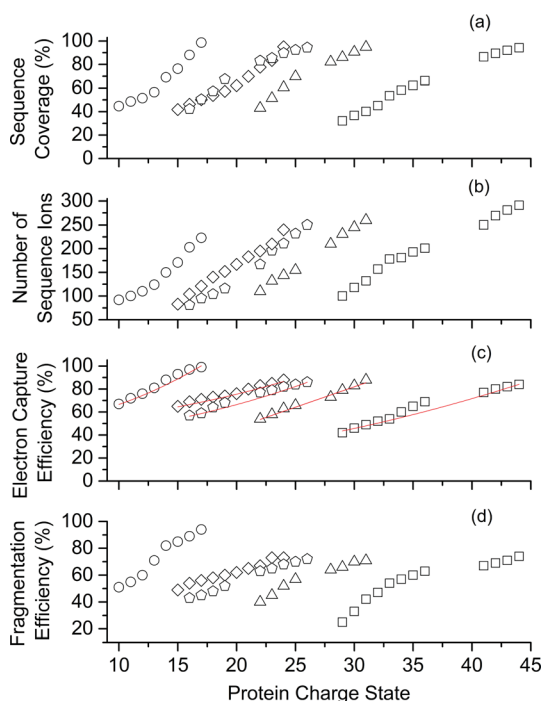 (a)
Sequence
Coverage (%)
100
80
60
40
20
0
(b)
Number of
Sequence Ions
300
250
200
150
100
50
(c)
Electron Capture
Efficiency (%)
100
80
60
40
20
0
(d)
Fragmentation
Efficiency (%)
100
80
60
40
20
10 15 20 25 30 35 40 45
Protein Charge State